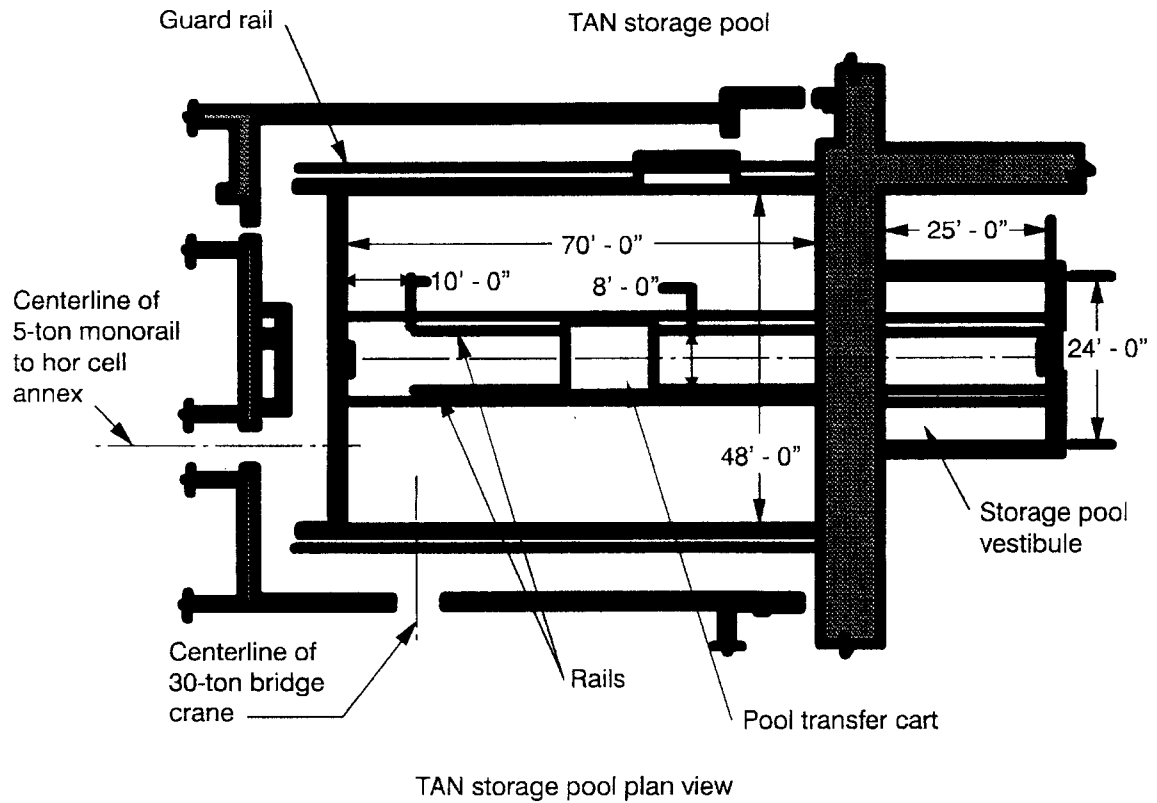 Guard rail
TAN storage pool
70' - 0”
25' - 0”
10' - 0”
8' - 0”
Centerline of
5-ton monorail
to hor cell
annex
24' - 0”
48' - 0”
Storage pool
vestibule
Centerline of
30-ton bridge
crane
Rails
Pool transfer cart
TAN storage pool plan view